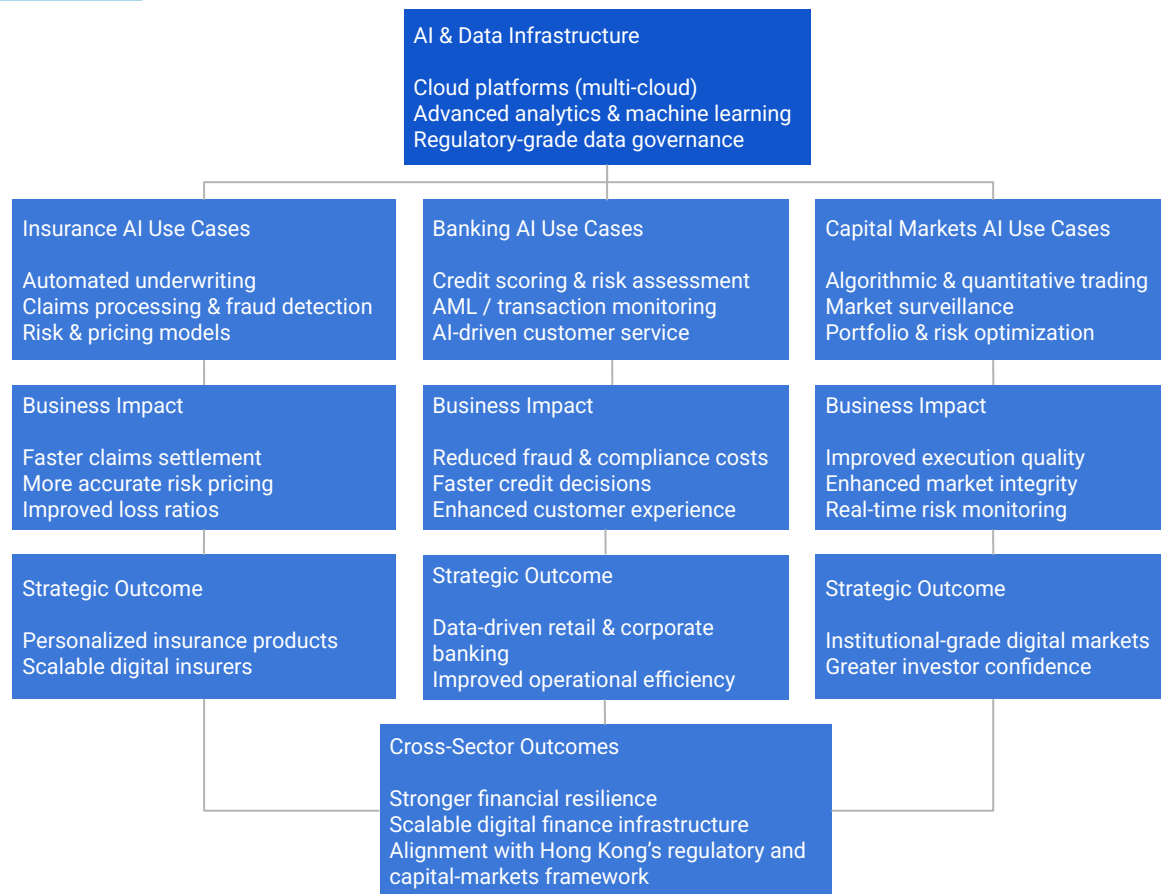 AI & Data Infrastructure
Cloud platforms (multi-cloud)
Advanced analytics & machine learning
Regulatory-grade data governance
Insurance AI Use Cases
Automated underwriting
Claims processing & fraud detection
Risk & pricing models
Banking AI Use Cases
Credit scoring & risk assessment
AML / transaction monitoring
AI-driven customer service
Capital Markets AI Use Cases
Algorithmic & quantitative trading
Market surveillance
Portfolio & risk optimization
Business Impact
Faster claims settlement
More accurate risk pricing
Improved loss ratios
Business Impact
Reduced fraud & compliance costs
Faster credit decisions
Enhanced customer experience
Business Impact
Improved execution quality
Enhanced market integrity
Real-time risk monitoring
Strategic Outcome
Personalized insurance products
Scalable digital insurers
Strategic Outcome
Data-driven retail & corporate
banking
Improved operational efficiency
Strategic Outcome
Institutional-grade digital markets
Greater investor confidence
Cross-Sector Outcomes
Stronger financial resilience
Scalable digital finance infrastructure
Alignment with Hong Kong’s regulatory and
capital-markets framework